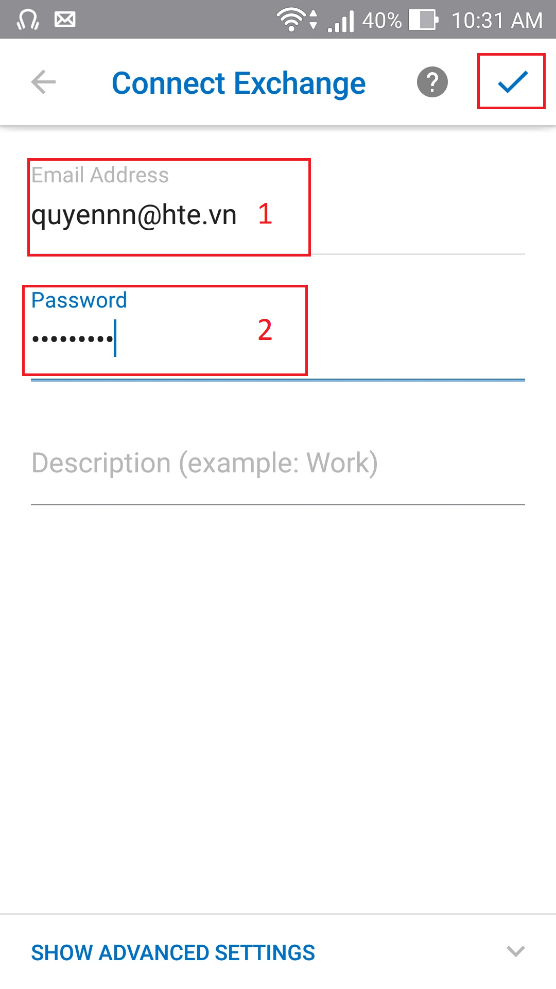 40% 10:31 AM
Connect Exchange ?
Email Address
quyennn@hte.vn 1
Password
••••••••• 2
Description (example: Work)
SHOW ADVANCED SETTINGS